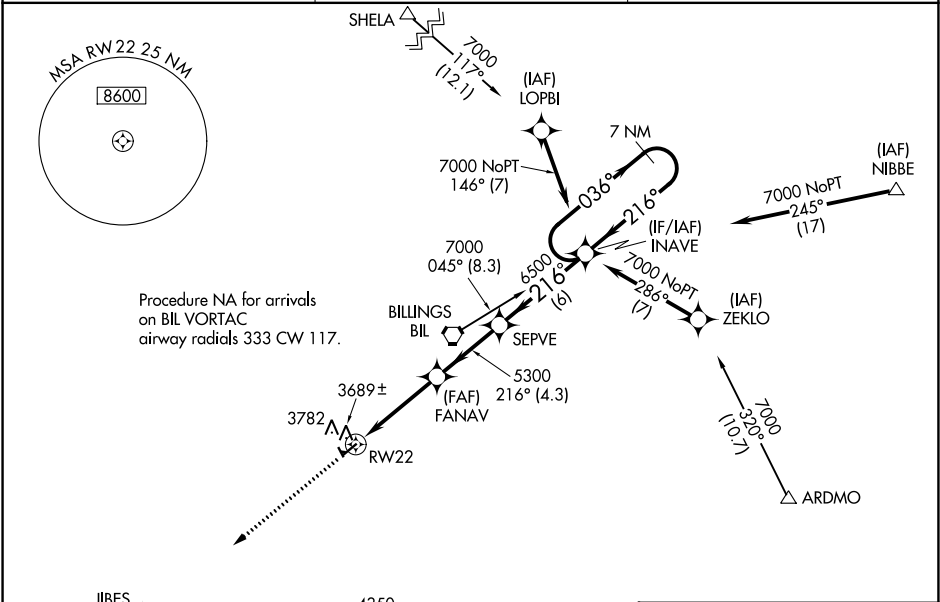 SHELA
7000
117°
(12.1)
MSA RW22 25 NM
8600
(IAF)
LOPBI
7 NM
7000 NoPT
146° (7)
036°
216°
(IAF)
NIBBE
7000 NoPT
245°
(17)
(IF/IAF)
INAVE
7000
045° (8.3)
6500
216°
(6)
7000 NoPT
286°
(7)
(IAF)
ZEKLO
Procedure NA for arrivals
on BIL VORTAC
airway radials 333 CW 117.
BILLINGS
BIL
SEPVE
5300
216° (4.3)
(FAF)
FANAV
3689±
3782
RW22
7000
320°
(10.7)
ARDMO